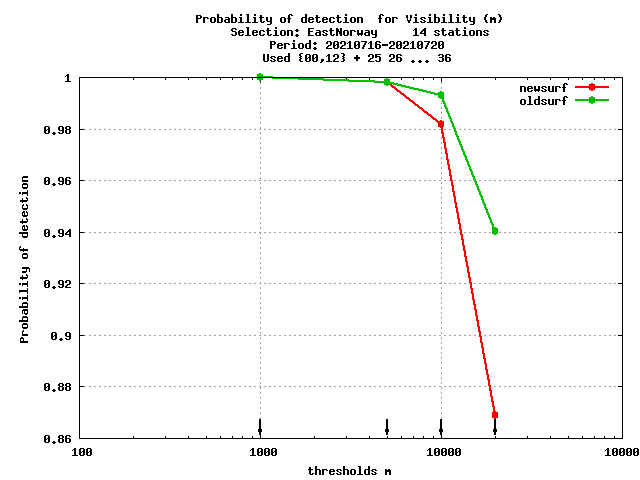 Probability of detection  for Visibility (m)
Selection: EastNorway     14 stations
Period: 20210716-20210720
Used {00,12} + 25 26 ... 36
newsurf
oldsurf
1
0.98
0.96
0.94
0.92
0.9
0.88
0.86
Probability of detection
100
1000
10000
10000
thresholds m